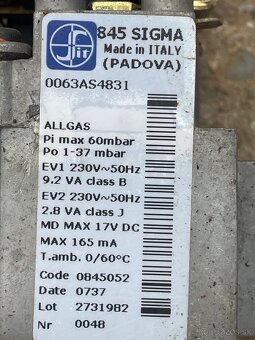 Sit
845 SIGMA
Made in ITALY
(PADOVA)
0063AS4831
ALLGAS
Pi max 60mbar
Po 1-37 mbar
EV1 230V~50Hz
9.2 VA class B
EV2 230V~50Hz
2.8 VA class J
MD MAX 17V DC
MAX 165 mA
T.amb. 0/60°C
Code 0845052
Date 0737
Lot 2731982
Nr 0048